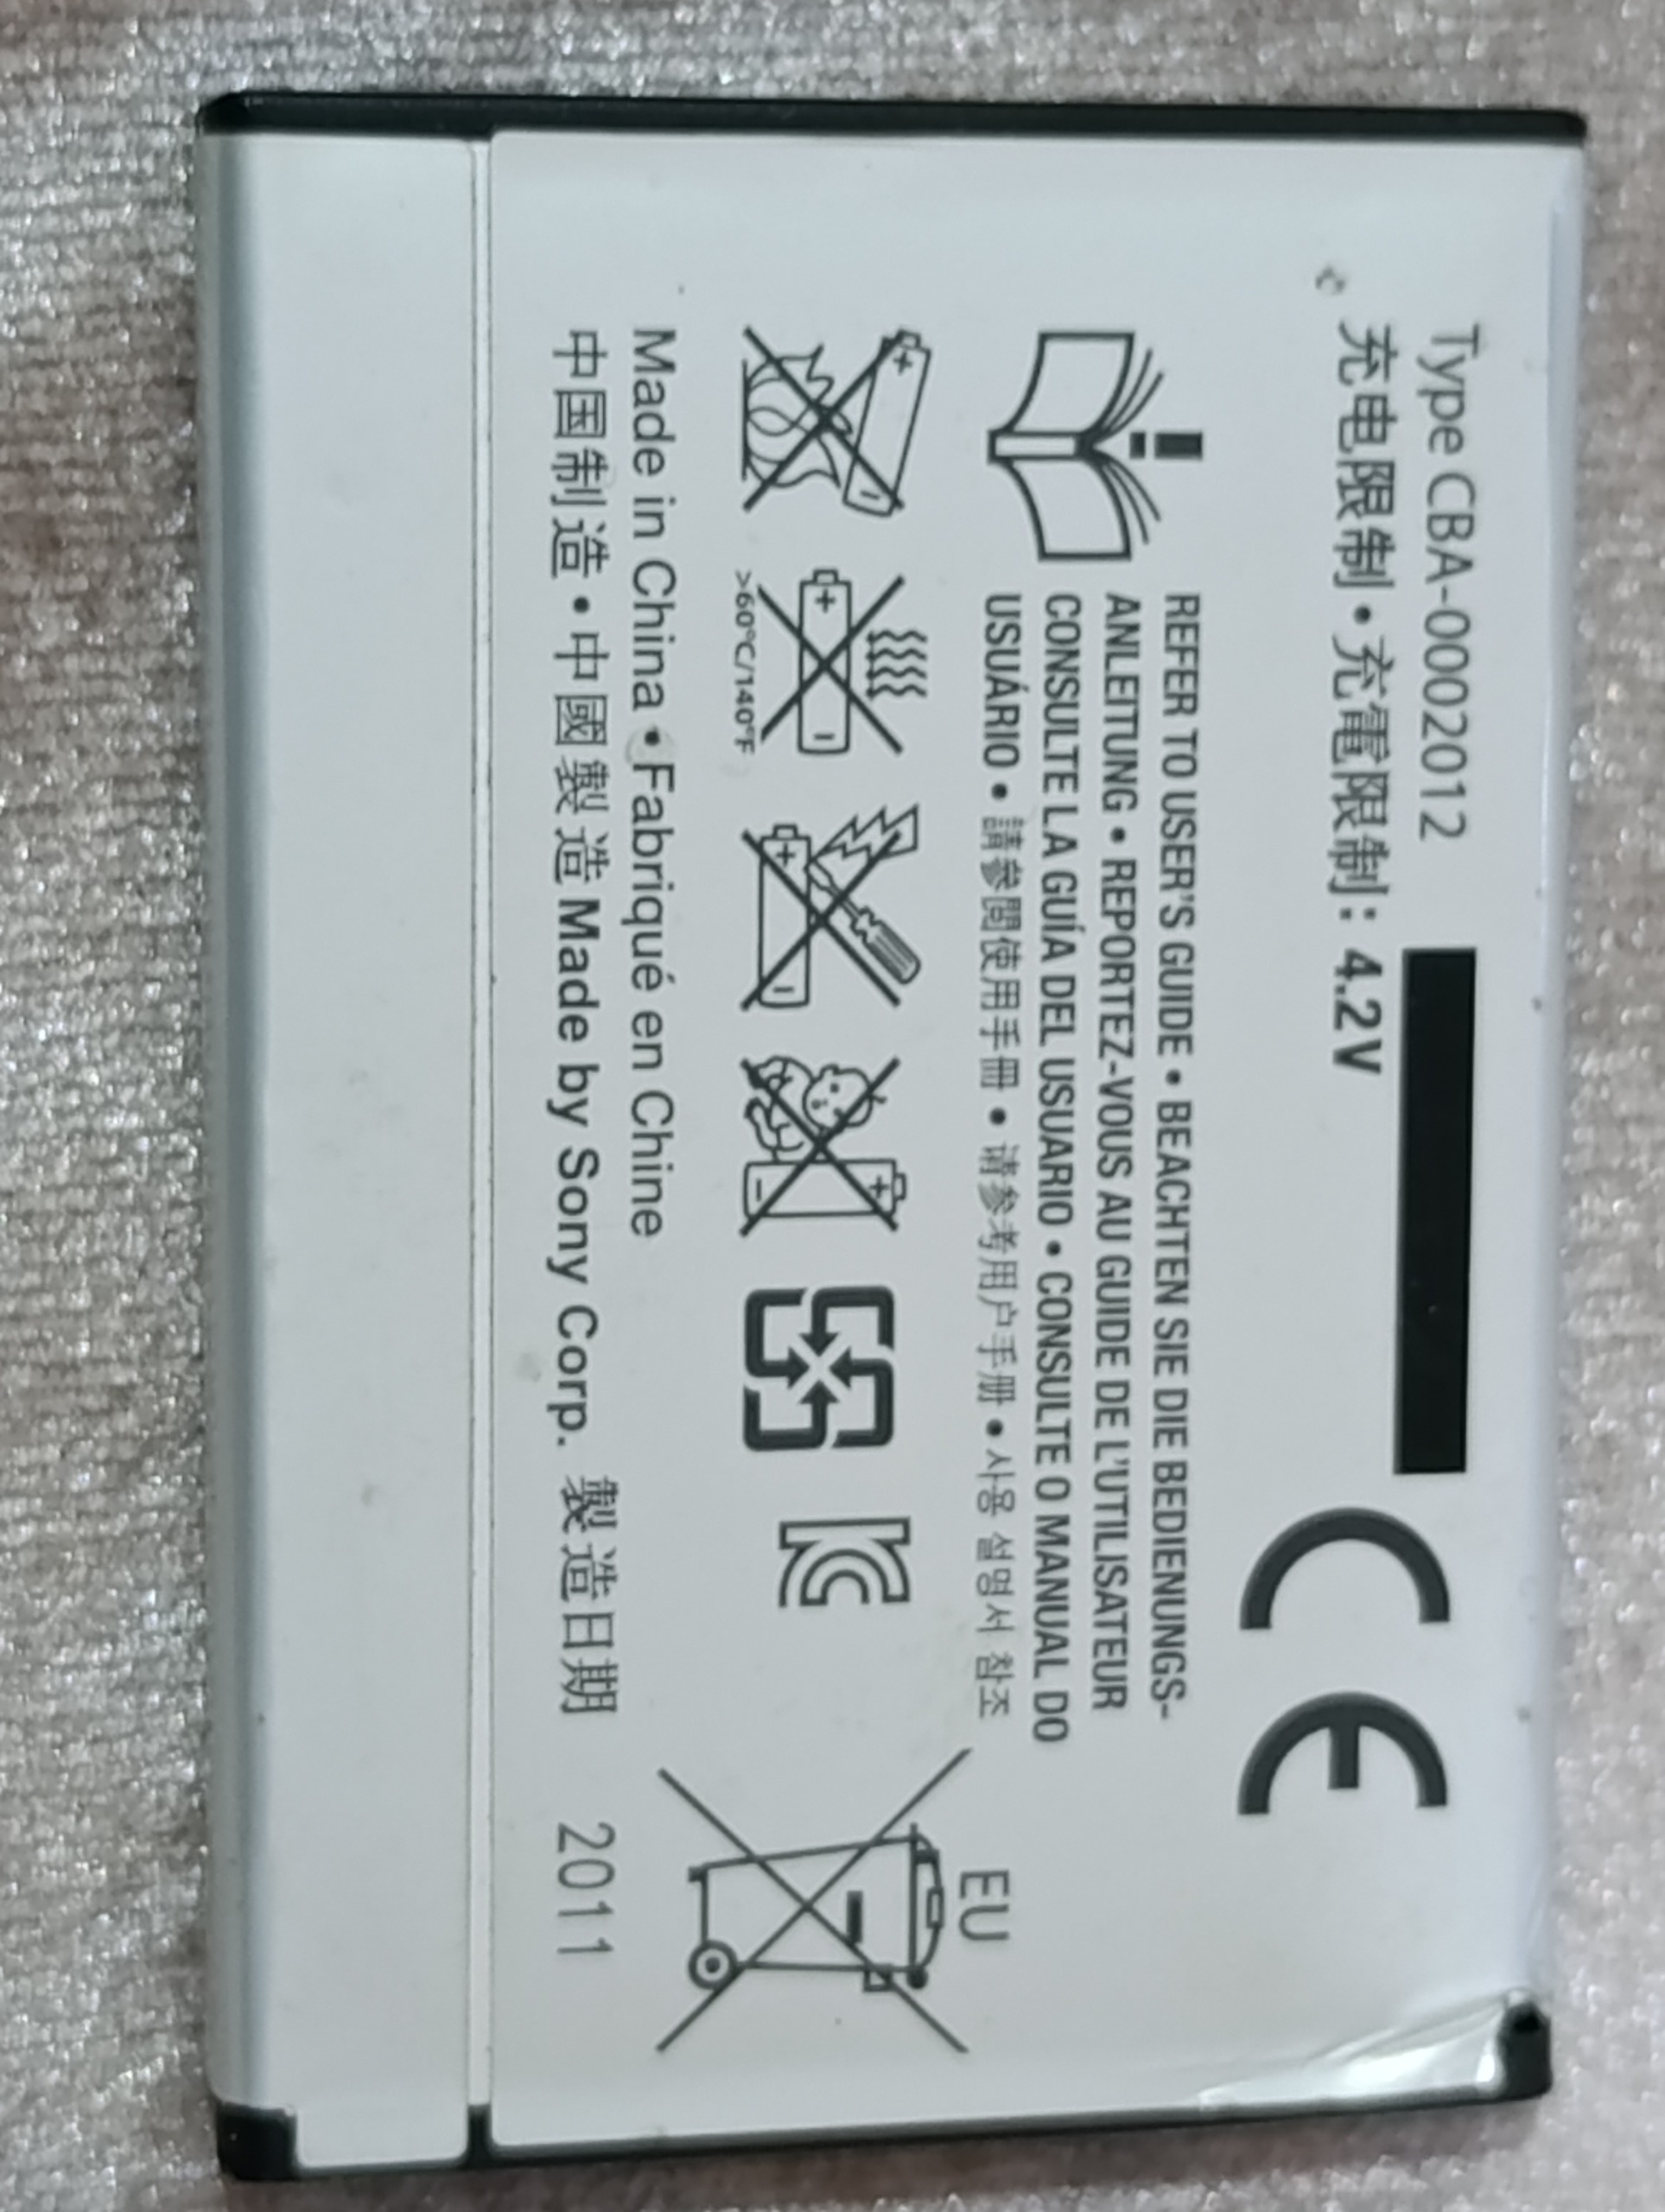 Type CBA-0002012
充电限制•充電限制: 4.2V
CE
REFER TO USER'S GUIDE • BEACHTEN SIE DIE BEDIENUNGS-
ANLEITUNG • REPORTEZ-VOUS AU GUIDE DE L'UTILISATEUR
CONSULTE LA GUÍA DEL USUARIO • CONSULTE O MANUAL DO
USUÁRIO • 請參閱使用手冊 • 请参考用户手册 • 사용 설명서 참조
EU
>60°C/140°F
Made in China • Fabriqué en Chine
中国制造 • 中國製造 Made by Sony Corp. 製造日期 2011